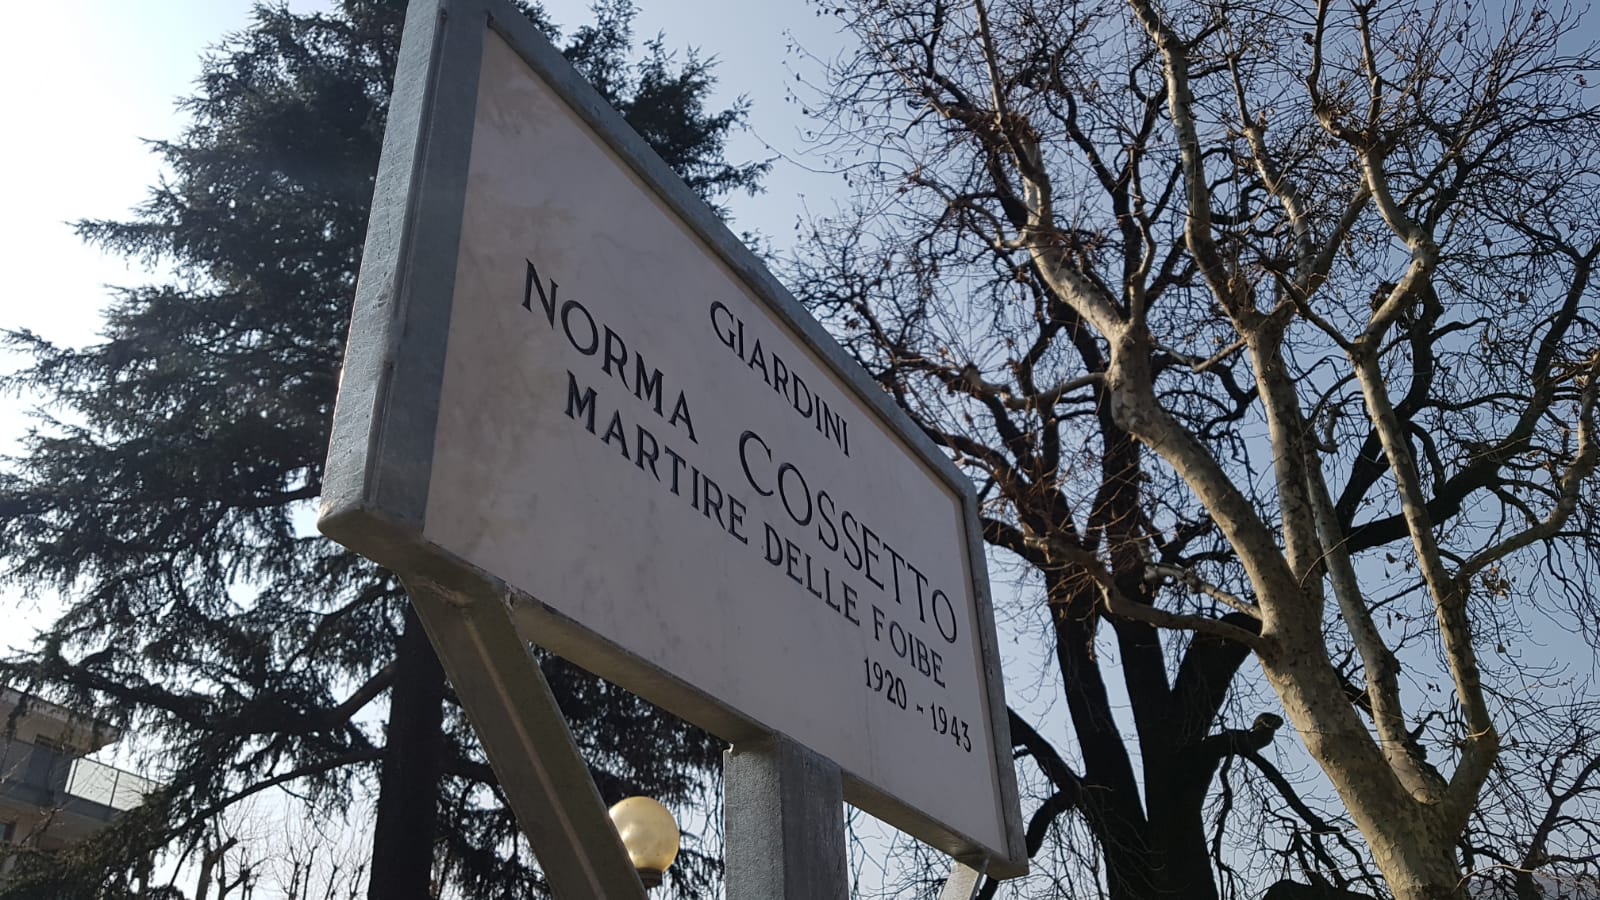 GIARDINI
NORMA COSSETTO
MARTIRE DELLE FOIBE
1920 - 1943